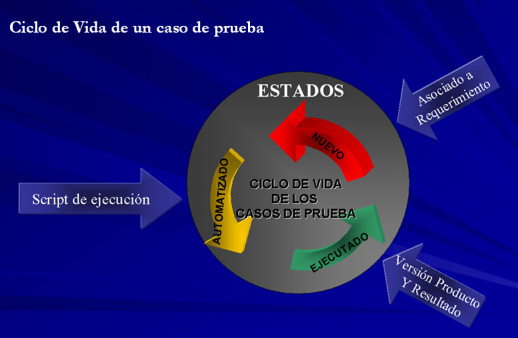 Ciclo de Vida de un caso de prueba
ESTADOS
Asociado a
Requerimiento
NUEVO
AUTOMATIZADO
CICLO DE VIDA
DE LOS
CASOS DE PRUEBA
Script de ejecución
EJECUTADO
Versión Producto
Y Resultado